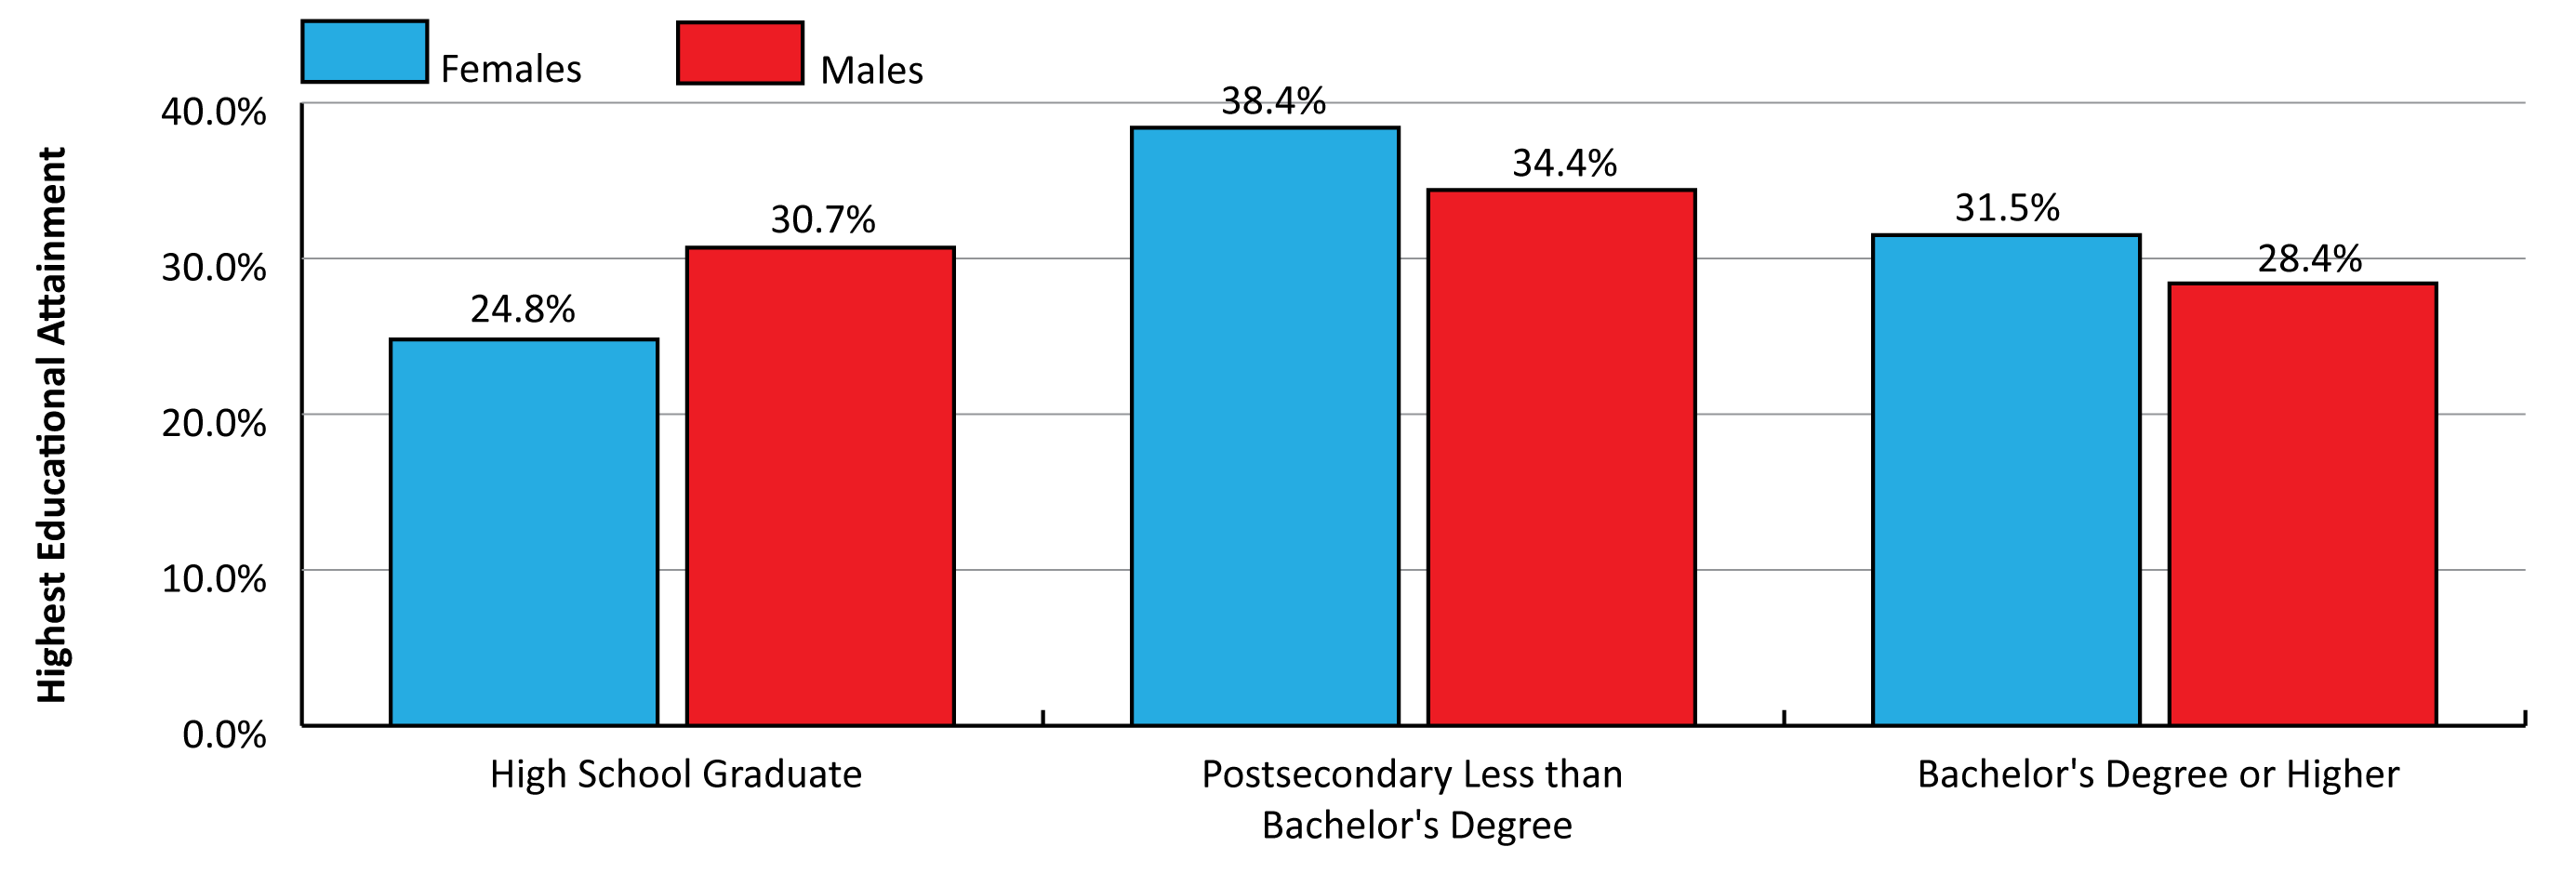 Females
Males
Highest Educational Attainment
40.0%
30.0%
20.0%
10.0%
0.0%
24.8%
30.7%
38.4%
34.4%
31.5%
28.4%
High School Graduate
Postsecondary Less than
Bachelor's Degree
Bachelor's Degree or Higher